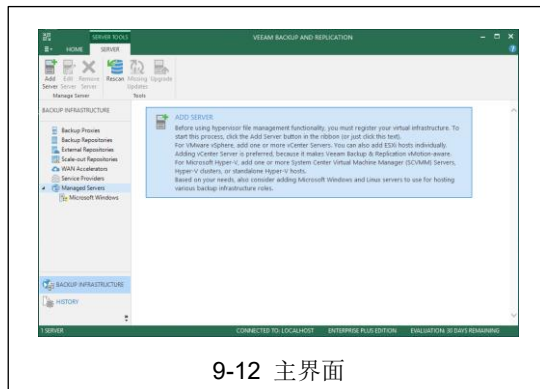 SERVER TOOLS
VEEAM BACKUP AND REPLICATION
HOME SERVER
Add Edit Remove Rescan Missing Upgrade
Server Server Server Updates
Manage Server Tools
BACKUP INFRASTRUCTURE
Backup Proxies
Backup Repositories
External Repositories
Scale-out Repositories
WAN Accelerators
Service Providers
Managed Servers
Microsoft Windows
ADD SERVER
Before using hypervisor file management functionality, you must register your virtual infrastructure. To
start this process, click the Add Server button in the ribbon (or just click this text).
For VMware vSphere, add one or more vCenter Servers. You can also add ESXi hosts individually.
Adding vCenter Server is preferred, because it makes Veeam Backup & Replication vMotion-aware.
For Microsoft Hyper-V, add one or more System Center Virtual Machine Manager (SCVMM) Servers,
Hyper-V clusters, or standalone Hyper-V hosts.
Based on your needs, also consider adding Microsoft Windows and Linux servers to use for hosting
various backup infrastructure roles.
BACKUP INFRASTRUCTURE
HISTORY
1 SERVER CONNECTED TO: LOCALHOST ENTERPRISE PLUS EDITION EVALUATION: 30 DAYS REMAINING
9-12 主界面